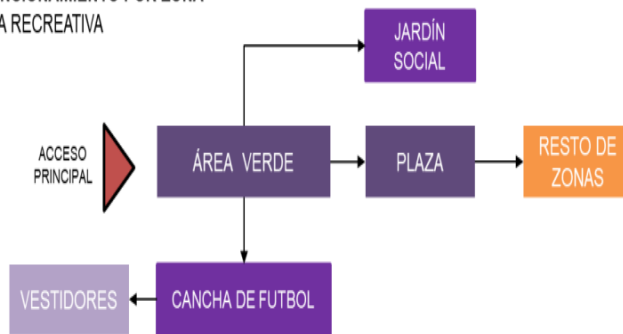 A RECREATIVA
JARDÍN
SOCIAL
ACCESO
PRINCIPAL
ÁREA VERDE
PLAZA
RESTO DE
ZONAS
VESTIDORES
CANCHA DE FUTBOL